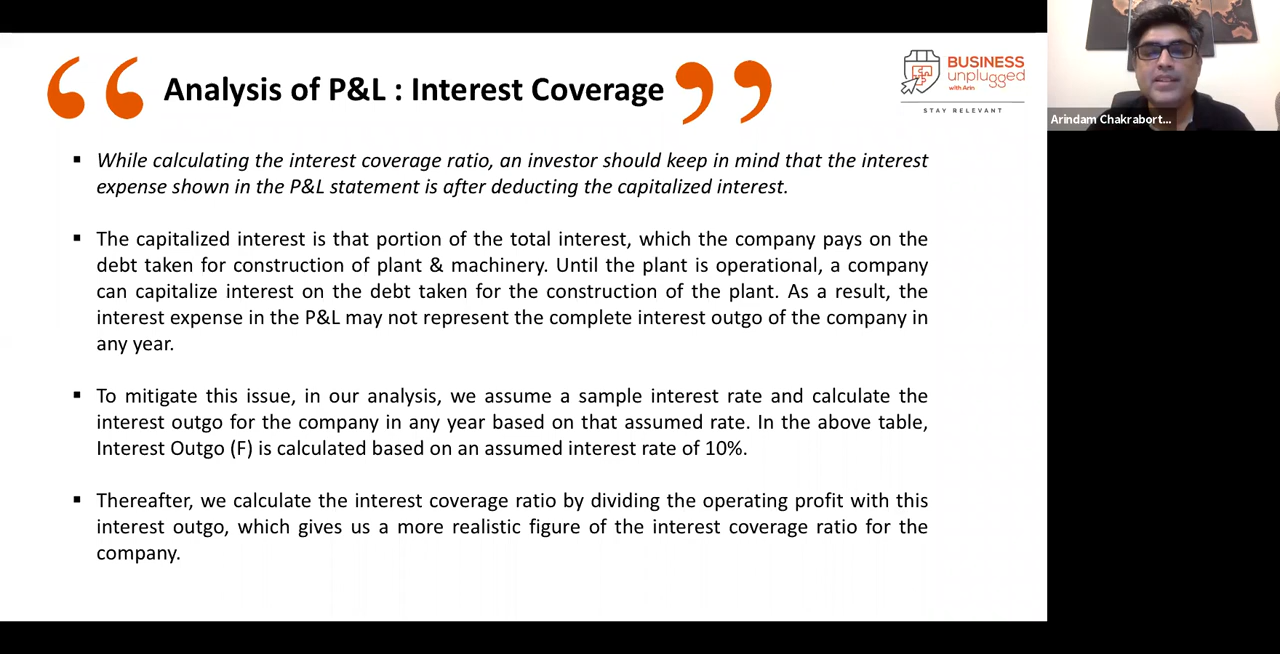 Analysis of P&L : Interest Coverage
BUSINESS
unplugged
with Arin
STAY RELEVANT
Arindam Chakrabort...
▪ While calculating the interest coverage ratio, an investor should keep in mind that the interest
expense shown in the P&L statement is after deducting the capitalized interest.
▪ The capitalized interest is that portion of the total interest, which the company pays on the
debt taken for construction of plant & machinery. Until the plant is operational, a company
can capitalize interest on the debt taken for the construction of the plant. As a result, the
interest expense in the P&L may not represent the complete interest outgo of the company in
any year.
▪ To mitigate this issue, in our analysis, we assume a sample interest rate and calculate the
interest outgo for the company in any year based on that assumed rate. In the above table,
Interest Outgo (F) is calculated based on an assumed interest rate of 10%.
▪ Thereafter, we calculate the interest coverage ratio by dividing the operating profit with this
interest outgo, which gives us a more realistic figure of the interest coverage ratio for the
company.